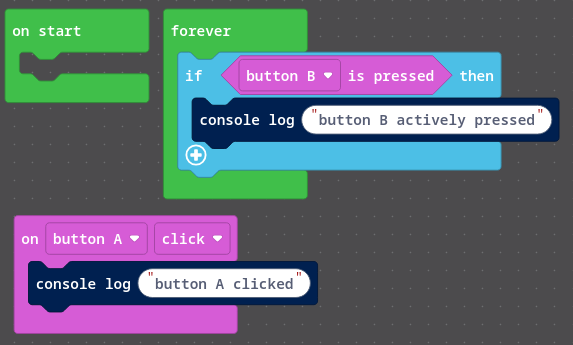 on start
forever
if button B is pressed then
console log "button B actively pressed"
on button A click
console log "button A clicked"